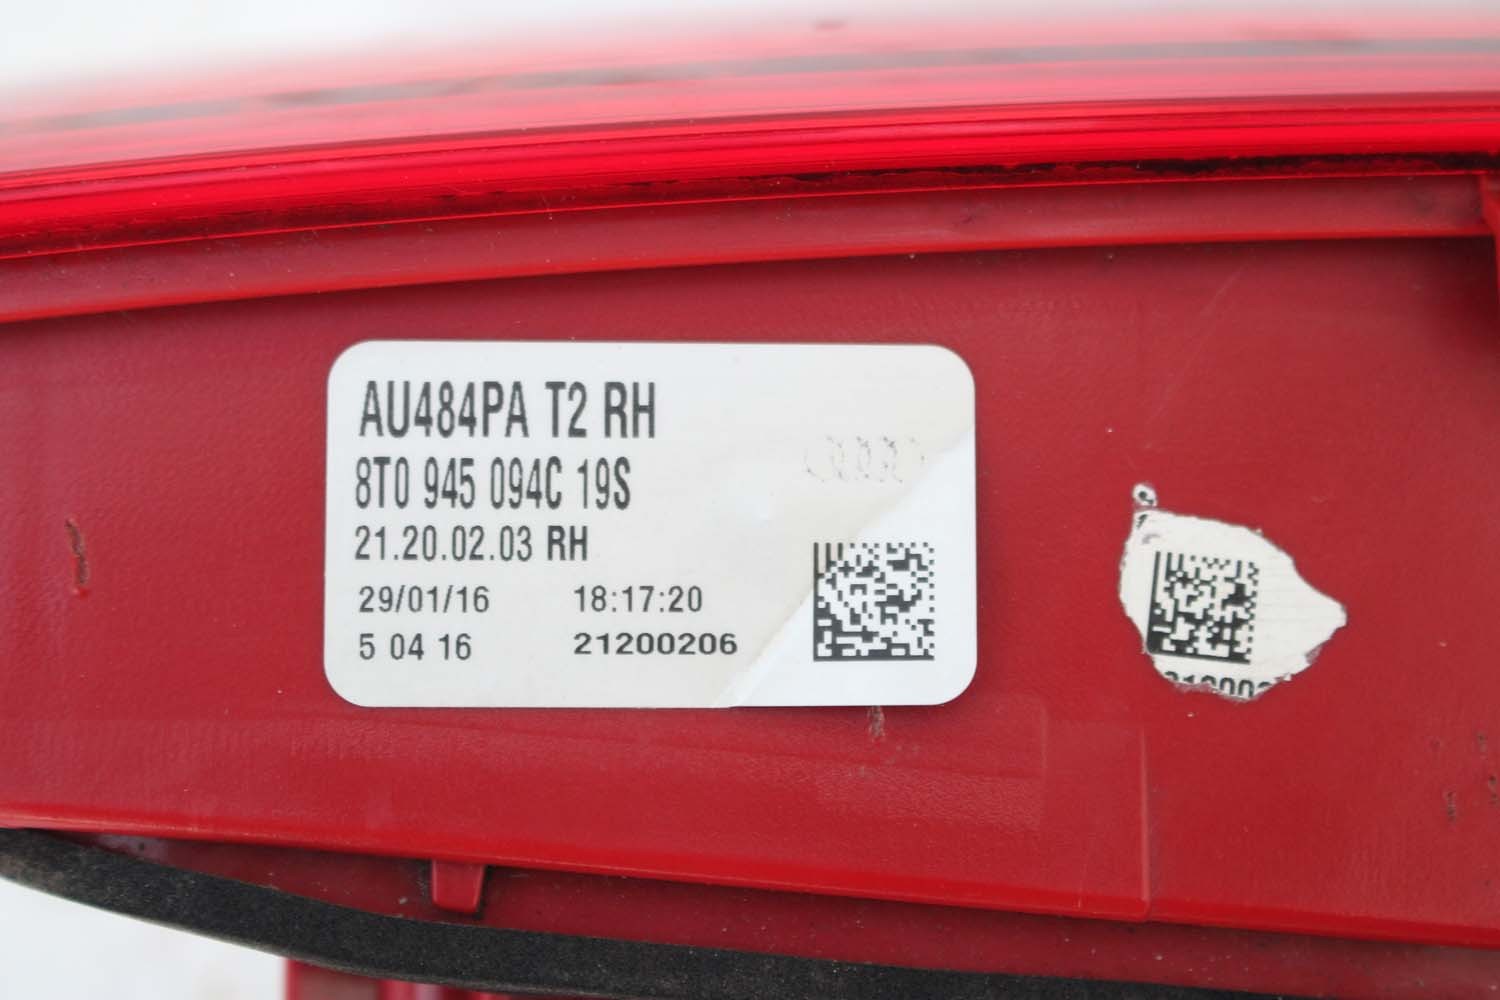 AU484PA T2 RH
8T0 945 094C 19S
21.20.02.03 RH
29/01/16 18:17:20
5 04 16 21200206